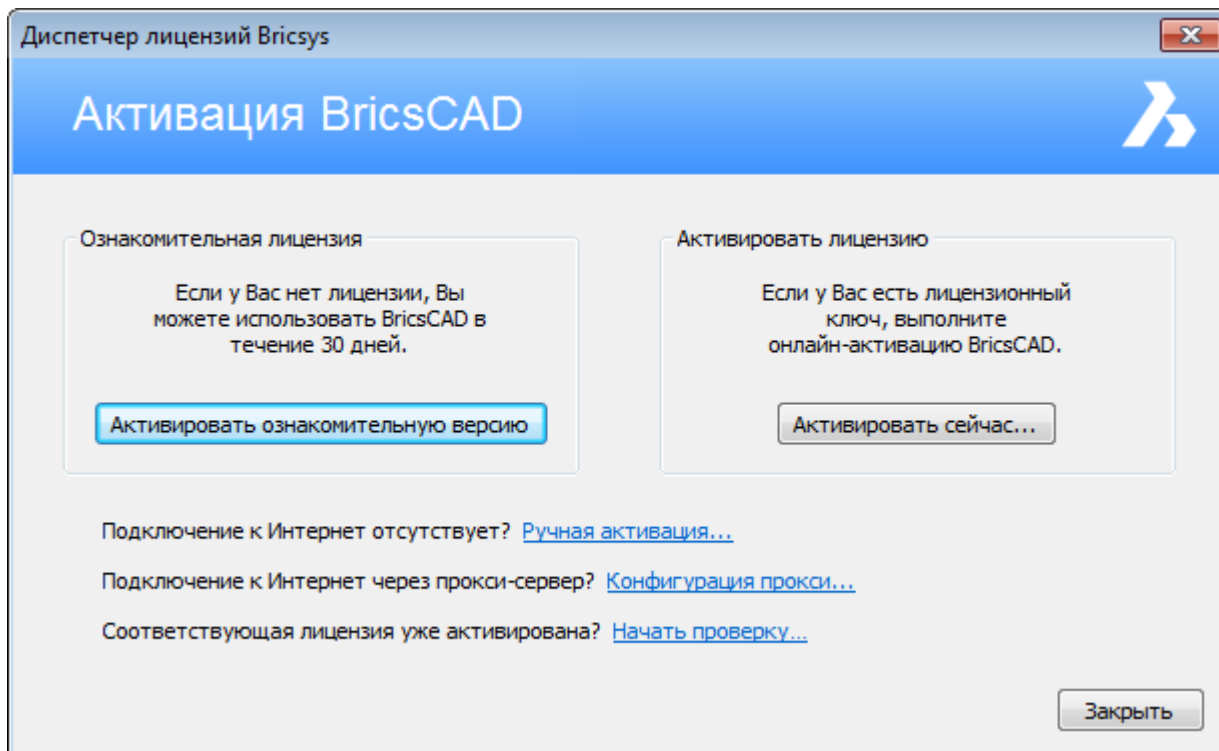 Диспетчер лицензий Bricsys
Активация BricsCAD
Ознакомительная лицензия
Если у Вас нет лицензии, Вы
можете использовать BricsCAD в
течение 30 дней.
Активировать ознакомительную версию
Активировать лицензию
Если у Вас есть лицензионный
ключ, выполните
онлайн-активацию BricsCAD.
Активировать сейчас...
Подключение к Интернет отсутствует? Ручная активация...
Подключение к Интернет через прокси-сервер? Конфигурация прокси...
Соответствующая лицензия уже активирована? Начать проверку...
Закрыть